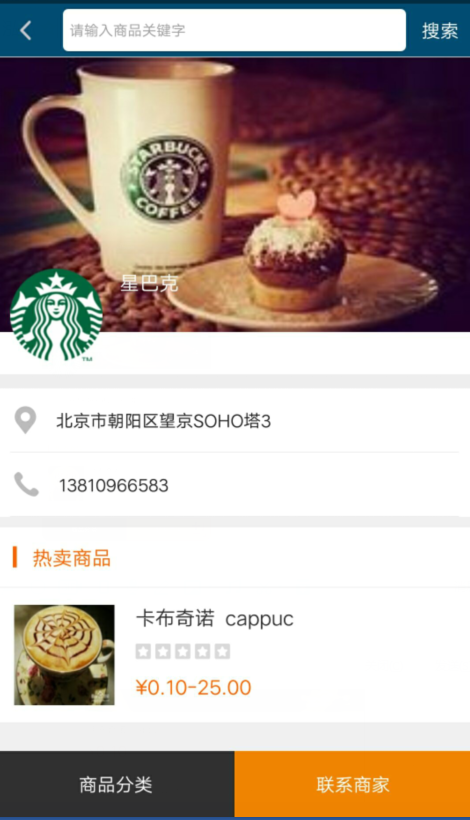 请输入商品关键字
搜索
STARBUCKS
COFFEE
星巴克
TM
北京市朝阳区望京SOHO塔3
13810966583
热卖商品
卡布奇诺 cappuc
¥0.10-25.00
商品分类
联系商家